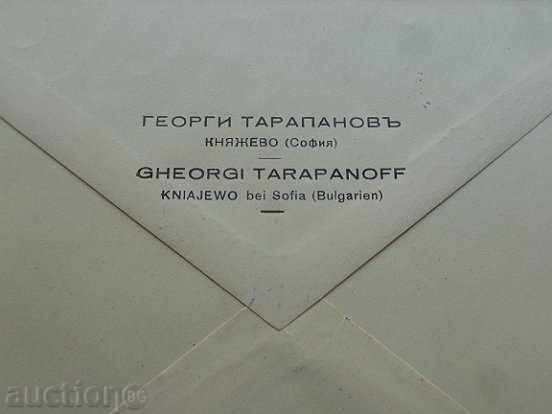 ГЕОРГИ ТАРАПАНОВЪ
КНЯЖЕВО (София)
GHEORGI TARAPANOFF
KNIAJEWO bei Sofia (Bulgarien)
auction.bg